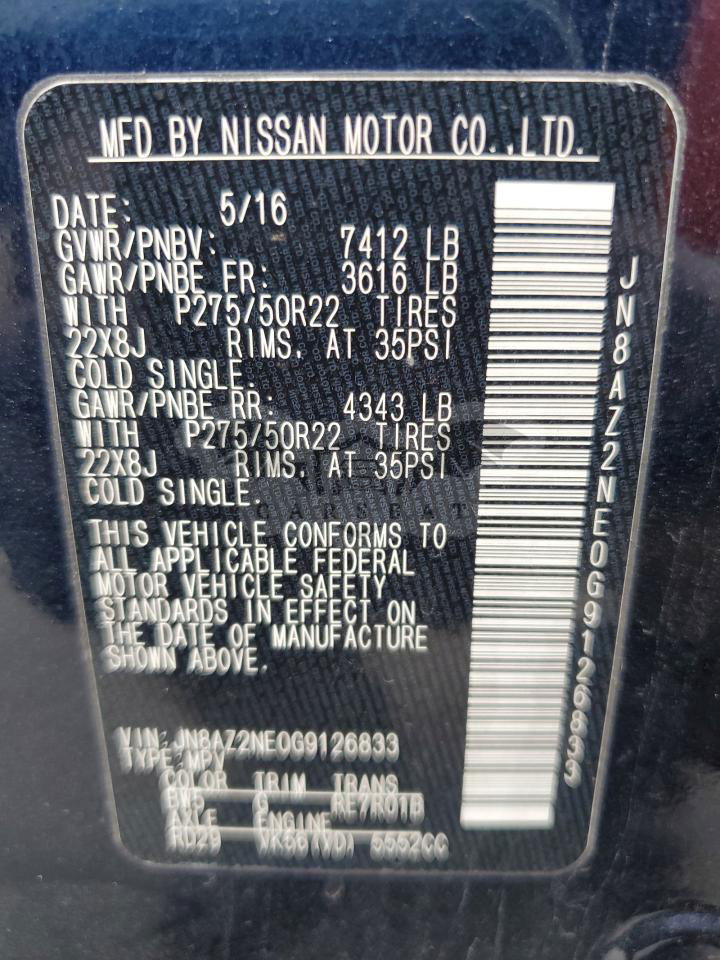 MFD BY NISSAN MOTOR CO.,LTD.
DATE: 5/16
GVWR/PNBV: 7412 LB
GAWR/PNBE FR: 3616 LB
WITH P275/50R22 TIRES
22X8J RIMS, AT 35PSI
COLD SINGLE.
GAWR/PNBE RR: 4343 LB
WITH P275/50R22 TIRES
22X8J RIMS, AT 35PSI
COLD SINGLE.
THIS VEHICLE CONFORMS TO
ALL APPLICABLE FEDERAL
MOTOR VEHICLE SAFETY
STANDARDS IN EFFECT ON
THE DATE OF MANUFACTURE
SHOWN ABOVE.
VIN: JN8AZ2NE0G9126833
TYPE: MPV
COLOR TRIM TRANS
BW5 G RE7R01B
AXLE ENGINE
RD29 VK56(VD) 5552CC
JN8AZ2NE0G9126833
CARSEAT